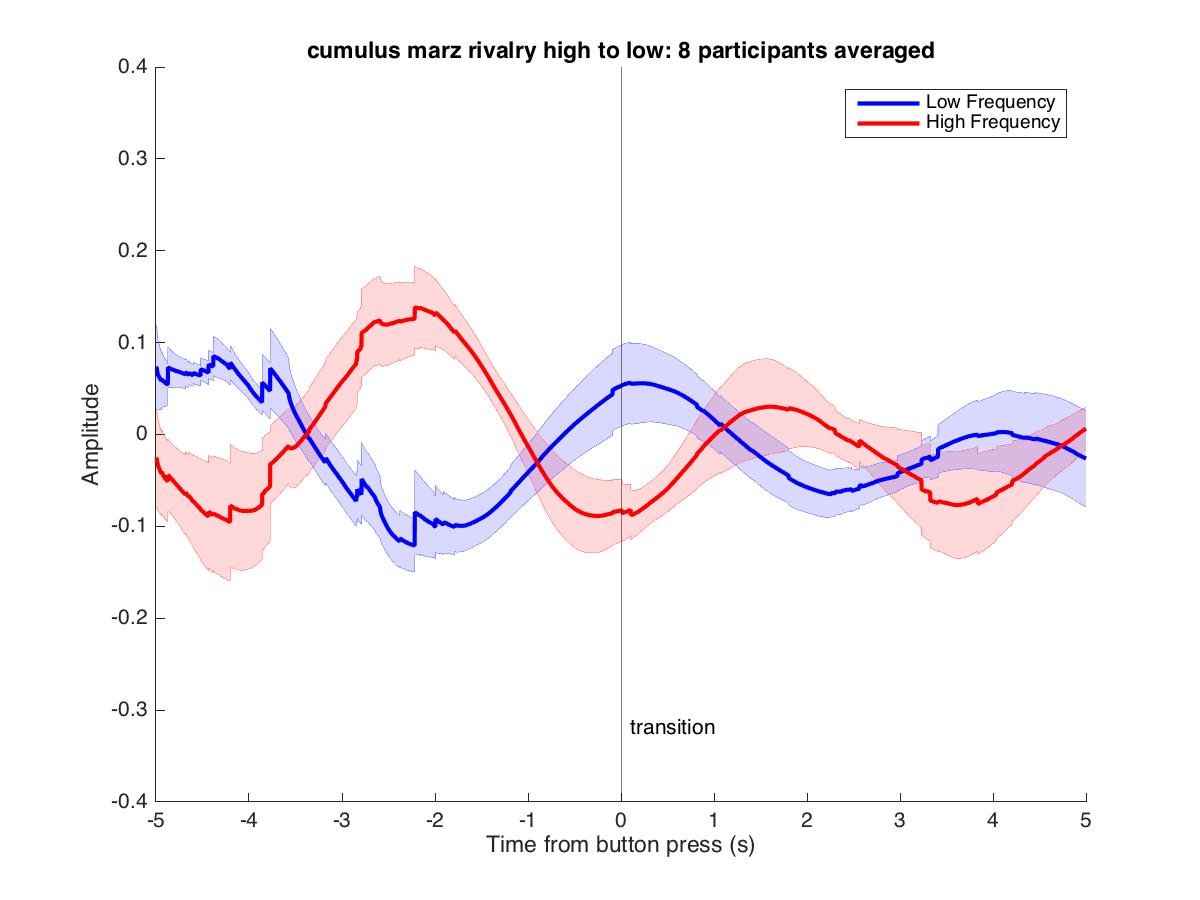 cumulus marz rivalry high to low: 8 participants averaged
Low Frequency
High Frequency
Amplitude
0.4
0.3
0.2
0.1
0
-0.1
-0.2
-0.3
-0.4
transition
-5 -4 -3 -2 -1 0 1 2 3 4 5
Time from button press (s)